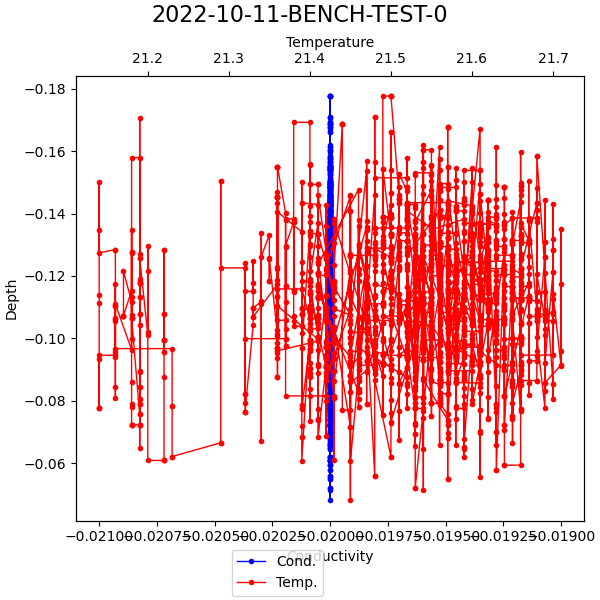 2022-10-11-BENCH-TEST-0
Temperature
21.2 21.3 21.4 21.5 21.6 21.7
−0.18
−0.16
−0.14
−0.12
−0.10
−0.08
−0.06
Depth
−0.02100 −0.02075 −0.02050 −0.02025 −0.02000 −0.01975 −0.01950 −0.01925 −0.01900
Conductivity
Cond.
Temp.